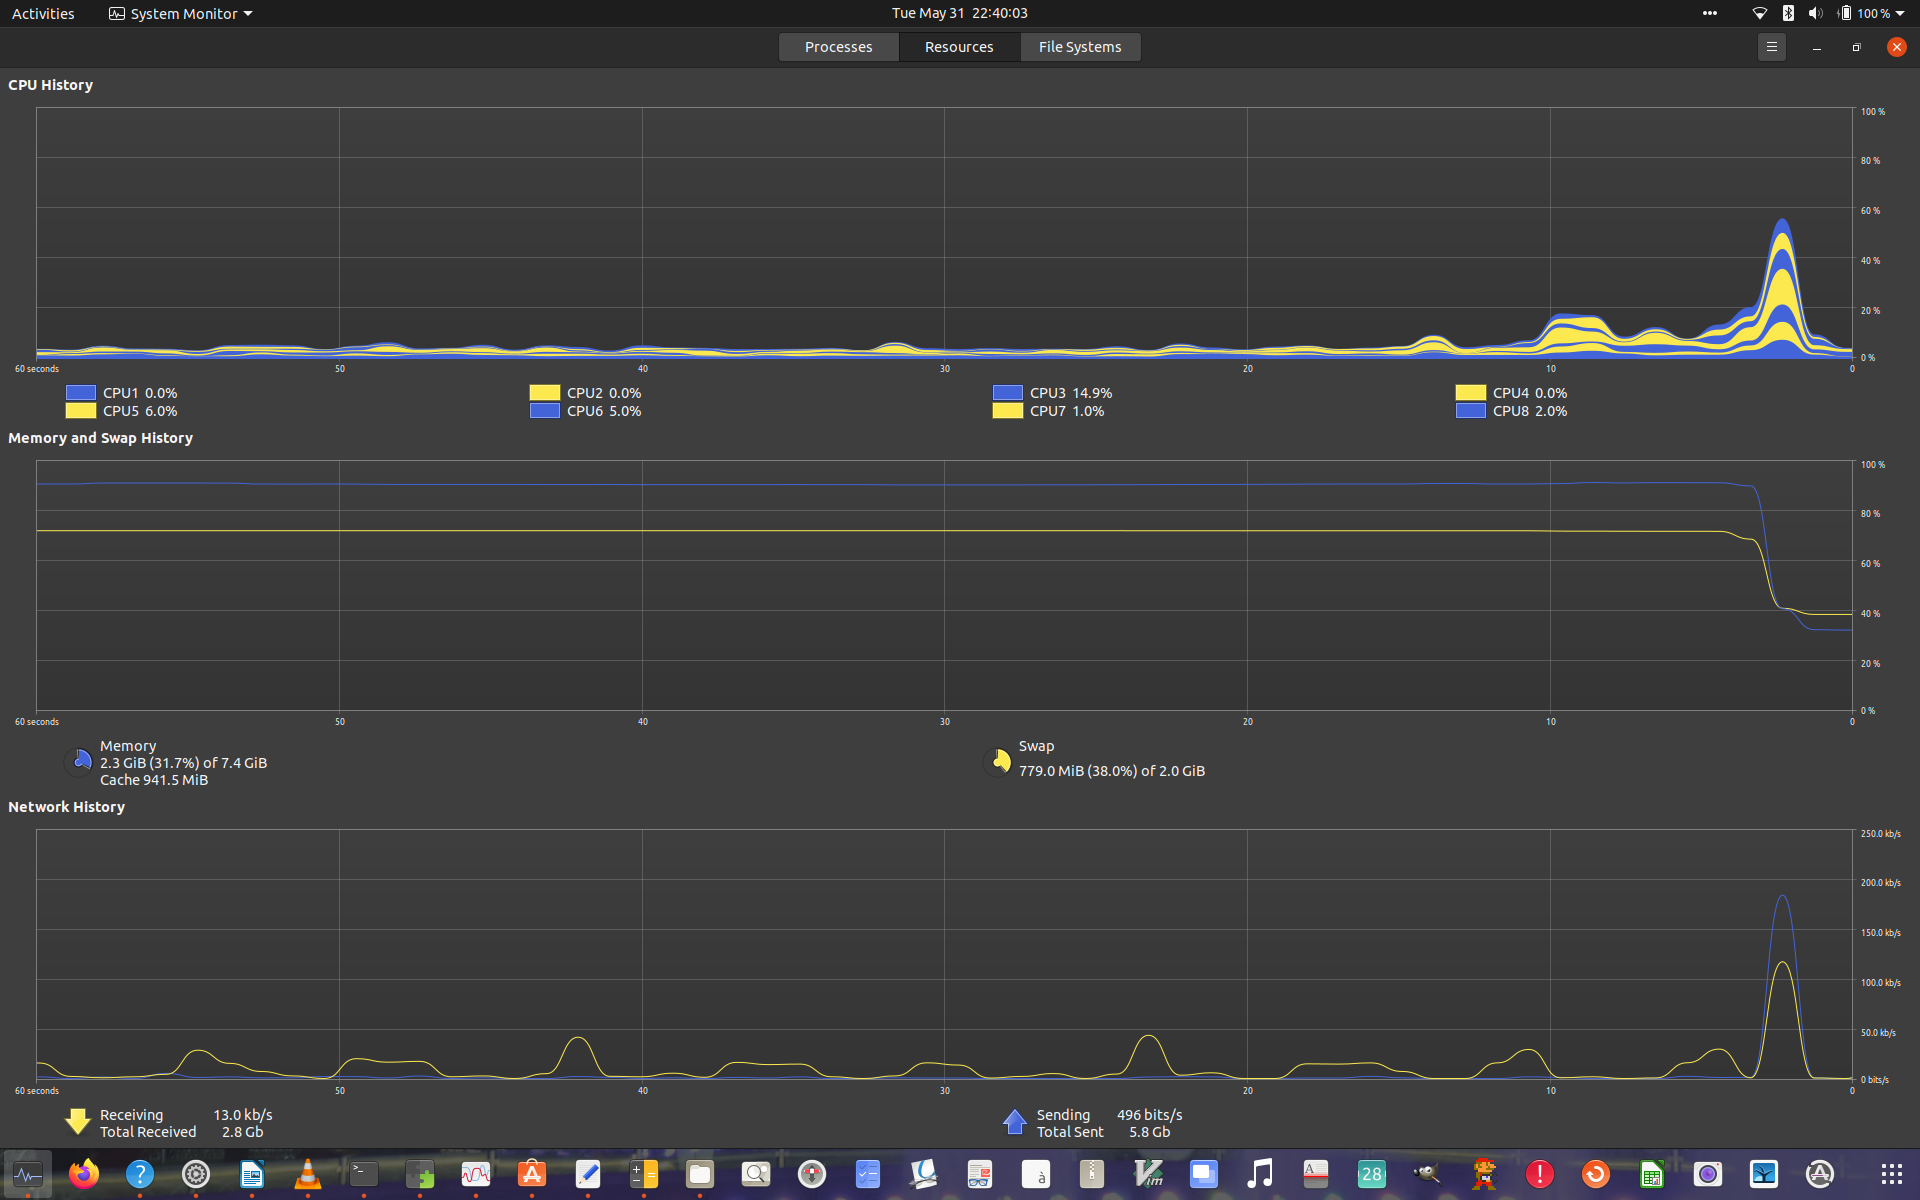 Activities System Monitor Tue May 31 22:40:03 100 %
Processes Resources File Systems
CPU History
100 %
80 %
60 %
40 %
20 %
0 %
60 seconds 50 40 30 20 10 0
CPU1 0.0% CPU2 0.0% CPU3 14.9% CPU4 0.0%
CPU5 6.0% CPU6 5.0% CPU7 1.0% CPU8 2.0%
Memory and Swap History
100 %
80 %
60 %
40 %
20 %
0 %
60 seconds 50 40 30 20 10 0
Memory
2.3 GiB (31.7%) of 7.4 GiB
Cache 941.5 MiB
Swap
779.0 MiB (38.0%) of 2.0 GiB
Network History
250.0 kb/s
200.0 kb/s
150.0 kb/s
100.0 kb/s
50.0 kb/s
0 bits/s
60 seconds 50 40 30 20 10 0
Receiving 13.0 kb/s
Total Received 2.8 Gb
Sending 496 bits/s
Total Sent 5.8 Gb
? >_ à Vim A 28 !